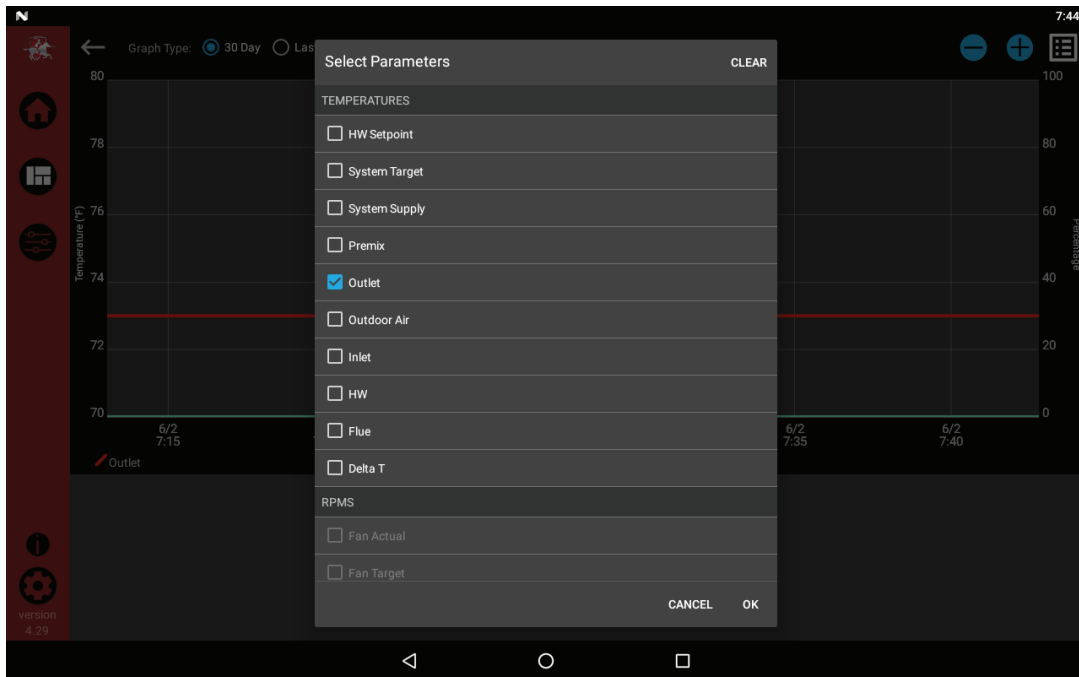 7:44
Graph Type: 30 Day Las
Select Parameters CLEAR
TEMPERATURES
HW Setpoint
System Target
System Supply
Premix
Outlet
Outdoor Air
Inlet
HW
Flue
Delta T
RPMS
Fan Actual
Fan Target
CANCEL OK
80
78
76
74
72
70
Temperature (°F)
100
80
60
40
20
0
Percentage
6/2
7:15
6/2
7:35
6/2
7:40
Outlet
version
4.29